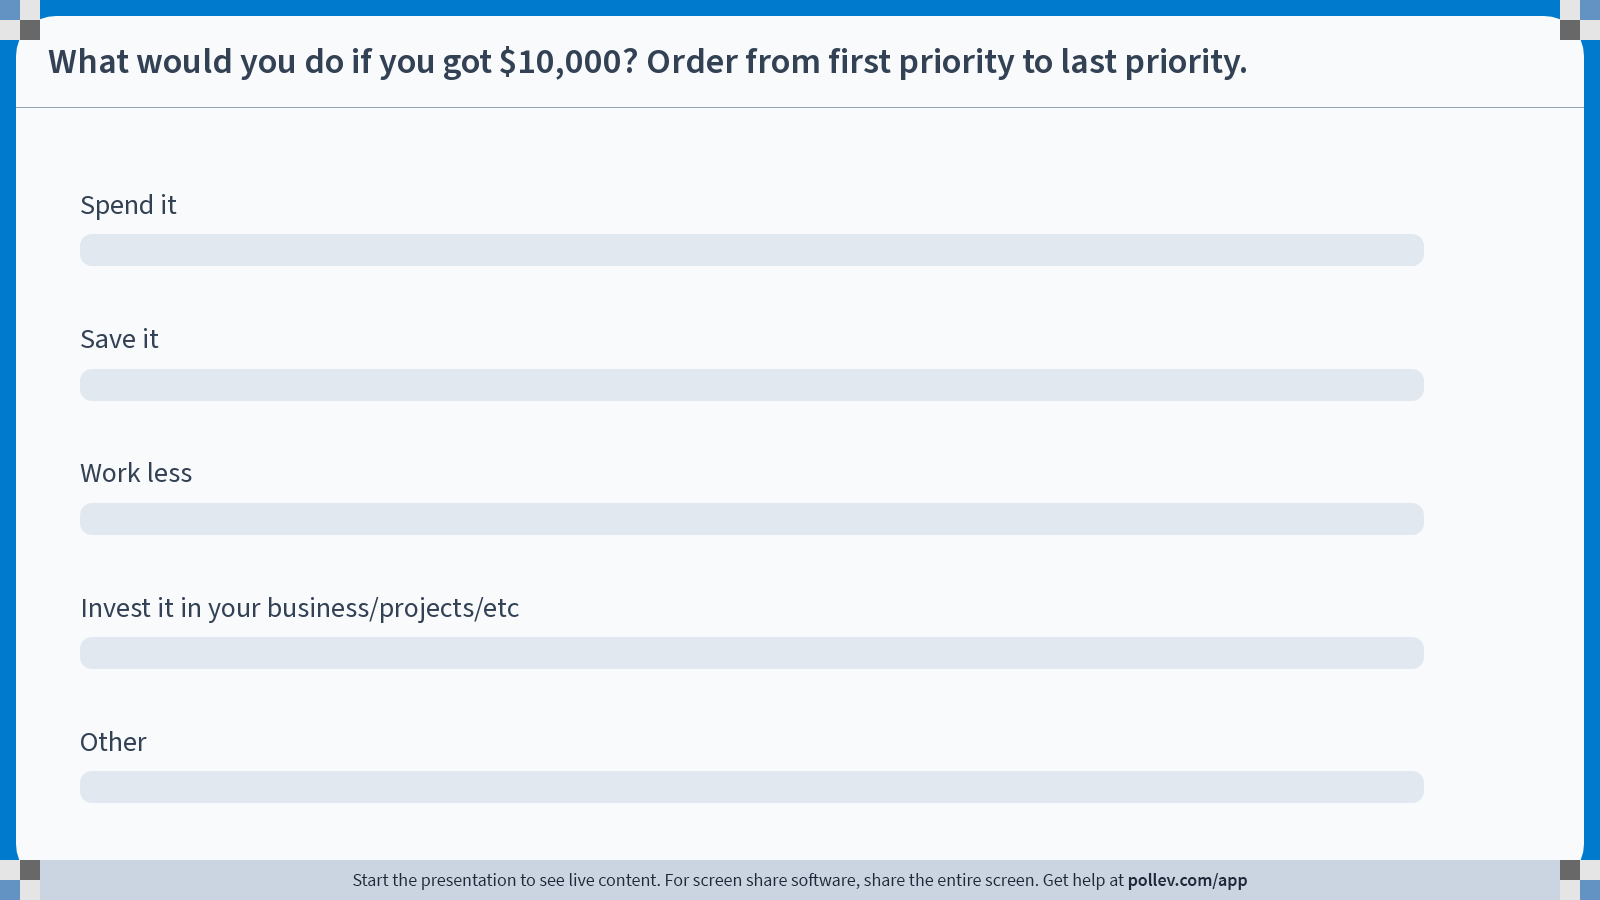 What would you do if you got $10,000? Order from first priority to last priority.
Spend it
Save it
Work less
Invest it in your business/projects/etc
Other
Start the presentation to see live content. For screen share software, share the entire screen. Get help at pollev.com/app